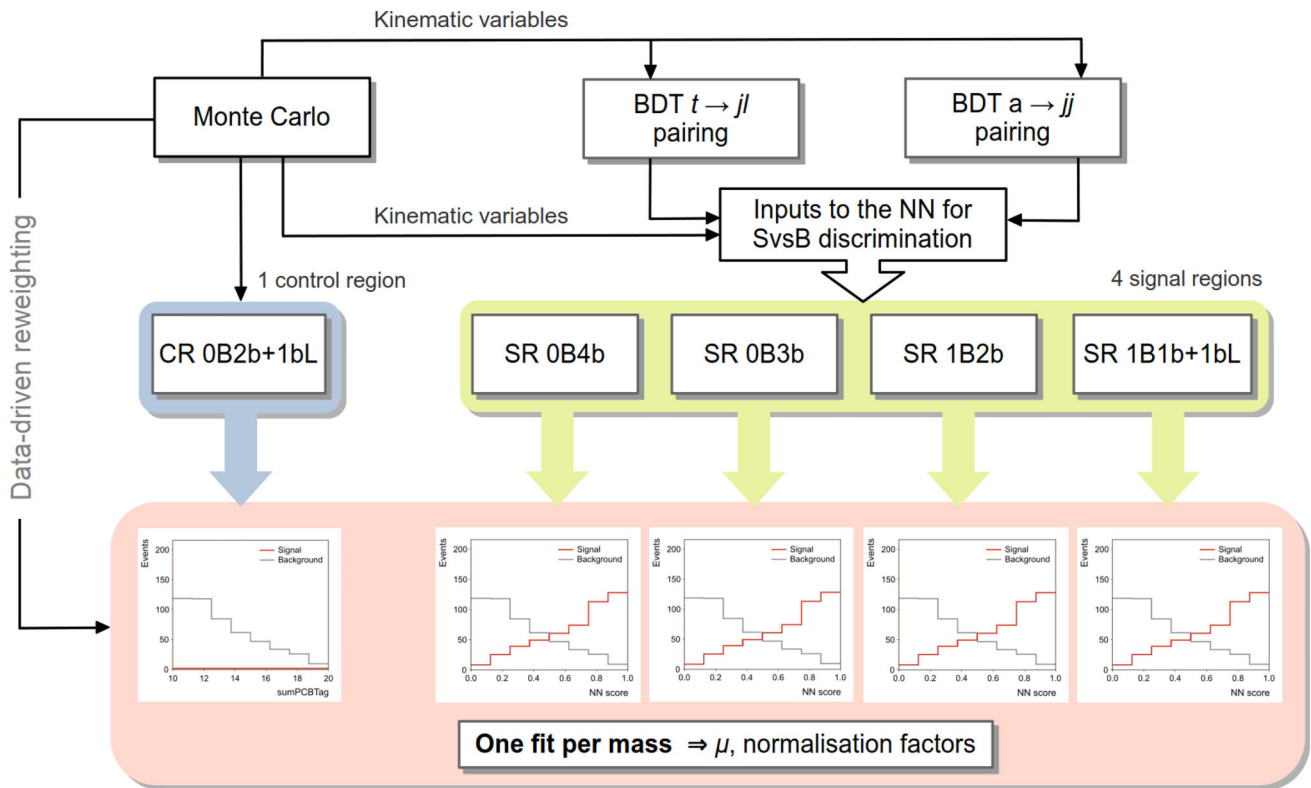 Kinematic variables
Monte Carlo
BDT t → jl
pairing
BDT a → jj
pairing
Kinematic variables
Inputs to the NN for
SvsB discrimination
Data-driven reweighting
1 control region
4 signal regions
CR 0B2b+1bL
SR 0B4b
SR 0B3b
SR 1B2b
SR 1B1b+1bL
Events
200
150
100
50
0
Signal
Background
10 12 14 16 18 20
sumPCBTag
Events
200
150
100
50
0
Signal
Background
0.0 0.2 0.4 0.6 0.8 1.0
NN score
Events
200
150
100
50
0
Signal
Background
0.0 0.2 0.4 0.6 0.8 1.0
NN score
Events
200
150
100
50
0
Signal
Background
0.0 0.2 0.4 0.6 0.8 1.0
NN score
Events
200
150
100
50
0
Signal
Background
0.0 0.2 0.4 0.6 0.8 1.0
NN score
One fit per mass ⇒ μ, normalisation factors